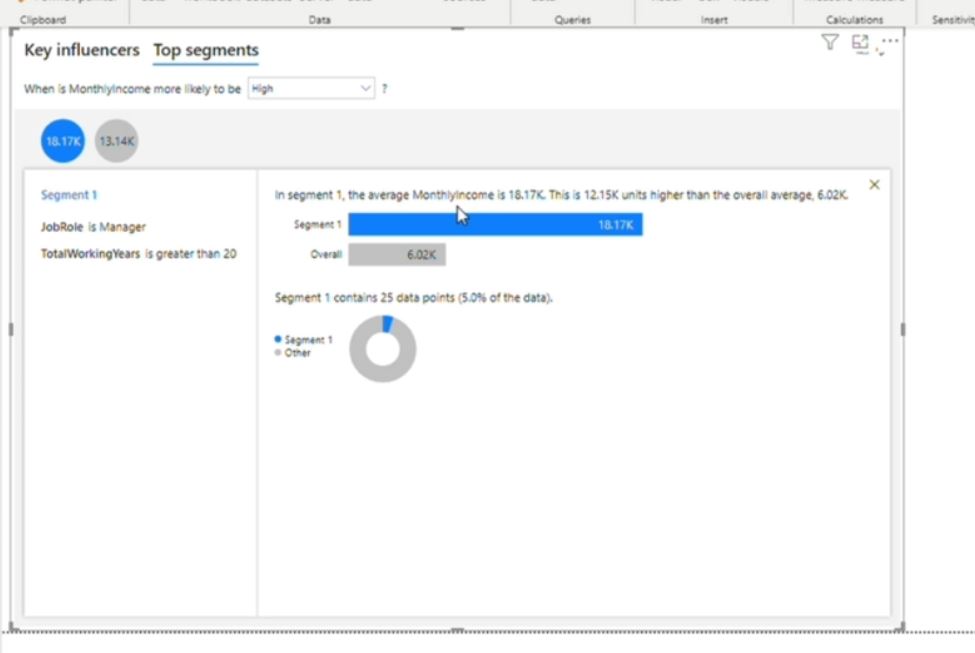 Clipboard
Data
Queries
Insert
Calculations
Key influencers Top segments
When is MonthlyIncome more likely to be High ?
18.17K 13.14K
Segment 1
JobRole is Manager
TotalWorkingYears is greater than 20
In segment 1, the average MonthlyIncome is 18.17K. This is 12.15K units higher than the overall average, 6.02K.
Segment 1 18.17K
Overall 6.02K
Segment 1 contains 25 data points (5.0% of the data).
Segment 1
Other